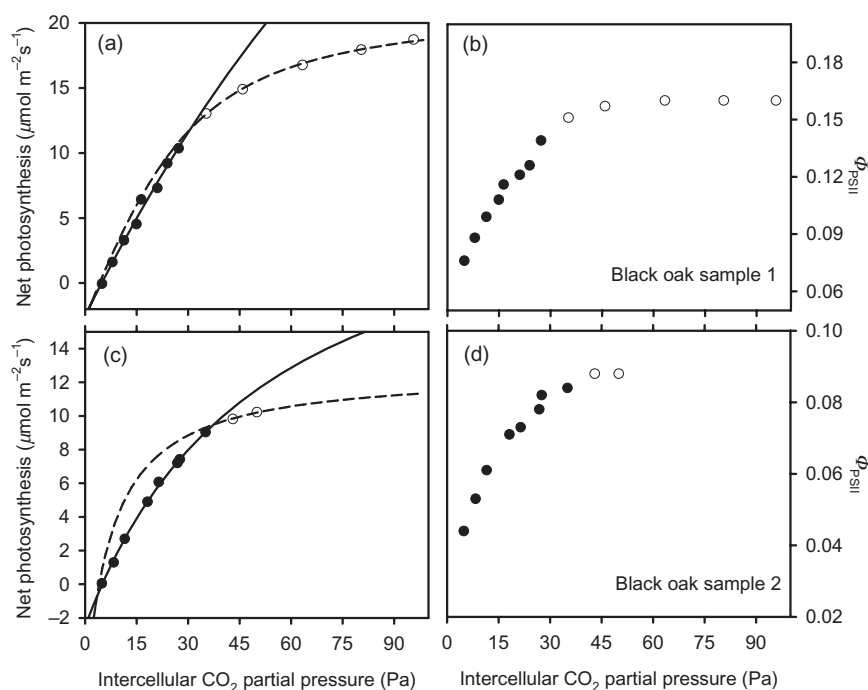 (a)
(b)
Net photosynthesis (μmol m⁻²s⁻¹)
20
15
10
5
0
0.18
0.15
0.12
0.09
0.06
Φ_PSII
Black oak sample 1
(c)
(d)
Net photosynthesis (μmol m⁻²s⁻¹)
14
12
10
8
6
4
2
0
−2
0.10
0.08
0.06
0.04
0.02
Φ_PSII
Black oak sample 2
0 15 30 45 60 75 90
0 15 30 45 60 75 90
Intercellular CO₂ partial pressure (Pa)
Intercellular CO₂ partial pressure (Pa)